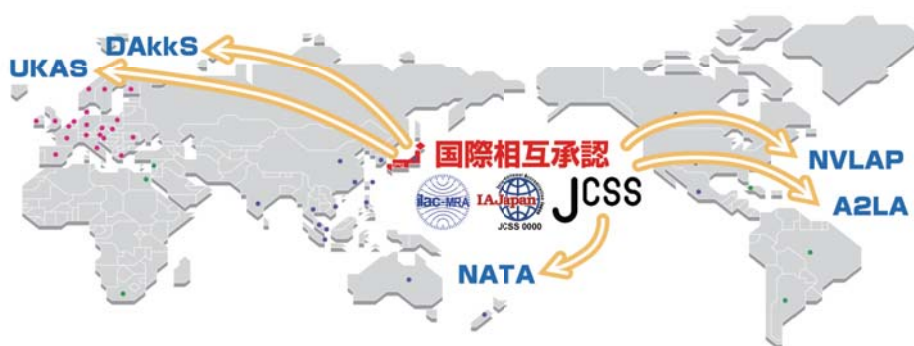 DAkkS
UKAS
国際相互承認
NVLAP
ilac-MRA
IAJapan
JCSS
A2LA
JCSS 0000
NATA